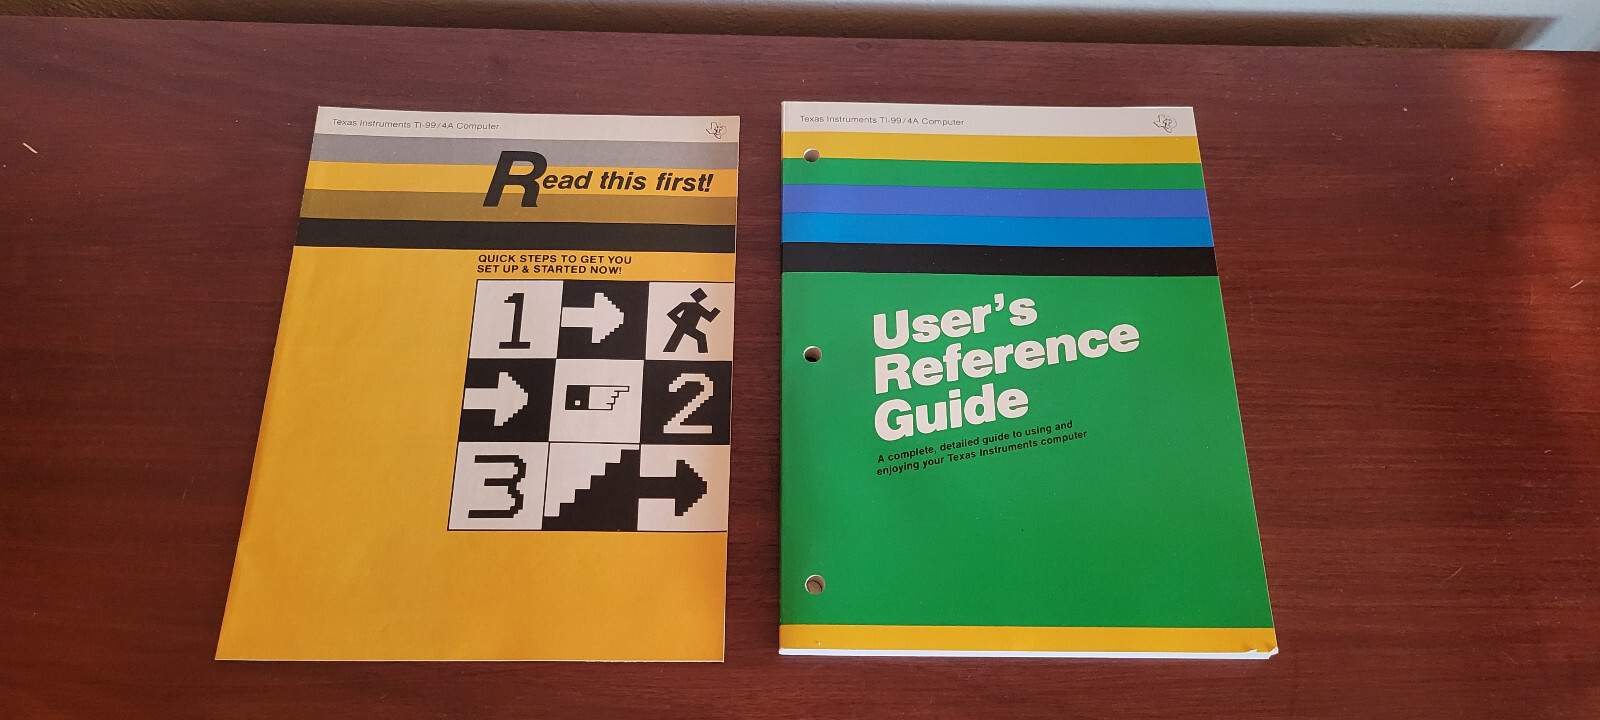 Texas Instruments TI-99/4A Computer
Read this first!
QUICK STEPS TO GET YOU
SET UP & STARTED NOW!
1
2
3
Texas Instruments TI-99/4A Computer
User's
Reference
Guide
A complete, detailed guide to using and
enjoying your Texas Instruments computer